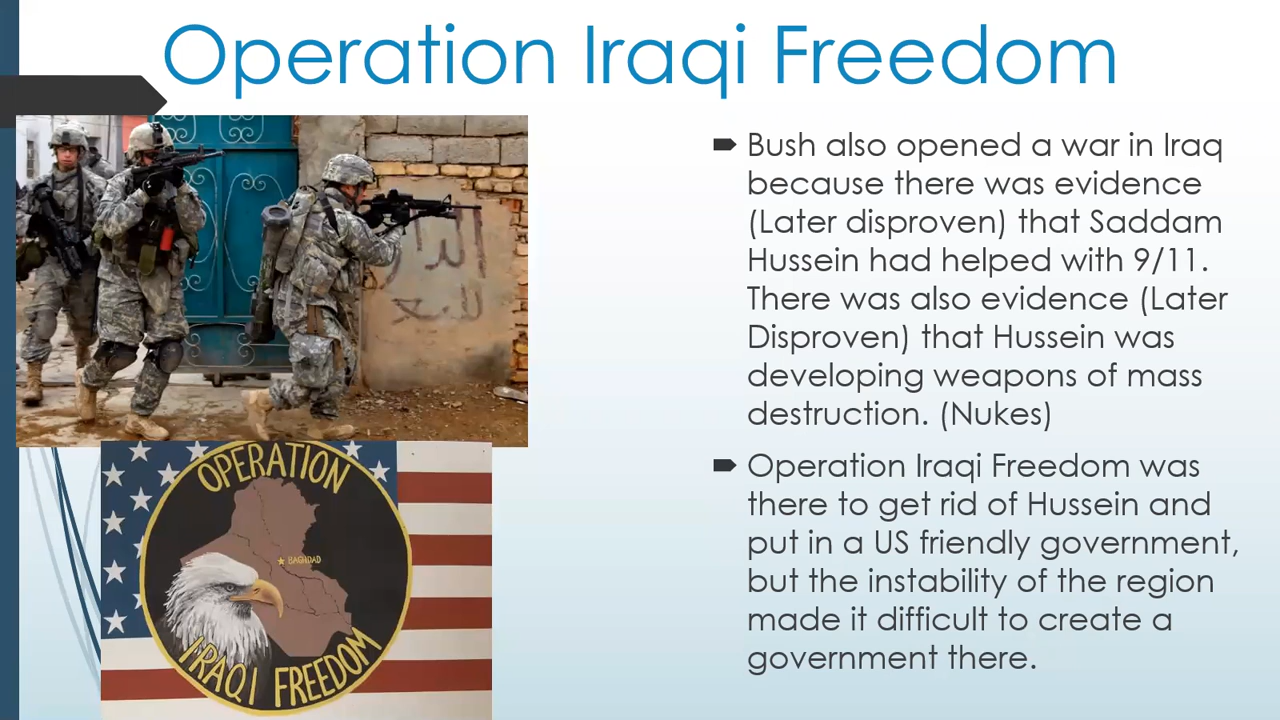 Operation Iraqi Freedom
Bush also opened a war in Iraq
because there was evidence
(Later disproven) that Saddam
Hussein had helped with 9/11.
There was also evidence (Later
Disproven) that Hussein was
developing weapons of mass
destruction. (Nukes)
Operation Iraqi Freedom was
there to get rid of Hussein and
put in a US friendly government,
but the instability of the region
made it difficult to create a
government there.
الله
OPERATION
BAGHDAD
IRAQI FREEDOM